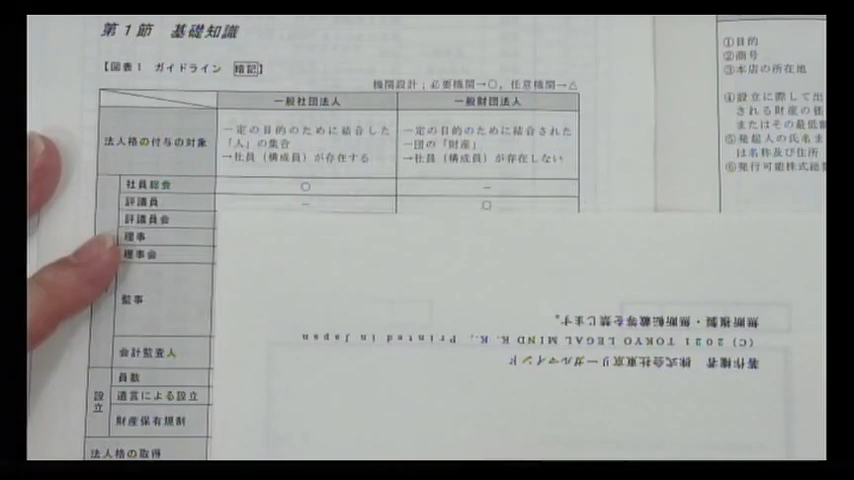 第1節 基礎知識
【図表1 ガイドライン 暗記】
機関設計;必要機関→○, 任意機関→△
一般社団法人 一般財団法人
法人格の付与の対象
一定の目的のために結合した
「人」の集合
→社員(構成員)が存在する
一定の目的のために結合された
一団の「財産」
→社員(構成員)が存在しない
社員総会 ○ －
評議員 － ○
評議員会
理事
理事会
監事
会計監査人
設立
員数
遺言による設立
財産保有規制
法人格の取得
①目的
②商号
③本店の所在地
④設立に際して出
される財産の価
またはその最低
⑤発起人の氏名ま
は名称及び住所
⑥発行可能株式総
著作権者 株式会社東京リーガルマインド
(C) 2021 TOKYO LEGAL MIND K.K., Printed in Japan
無断複製・無断転載等を禁じます。